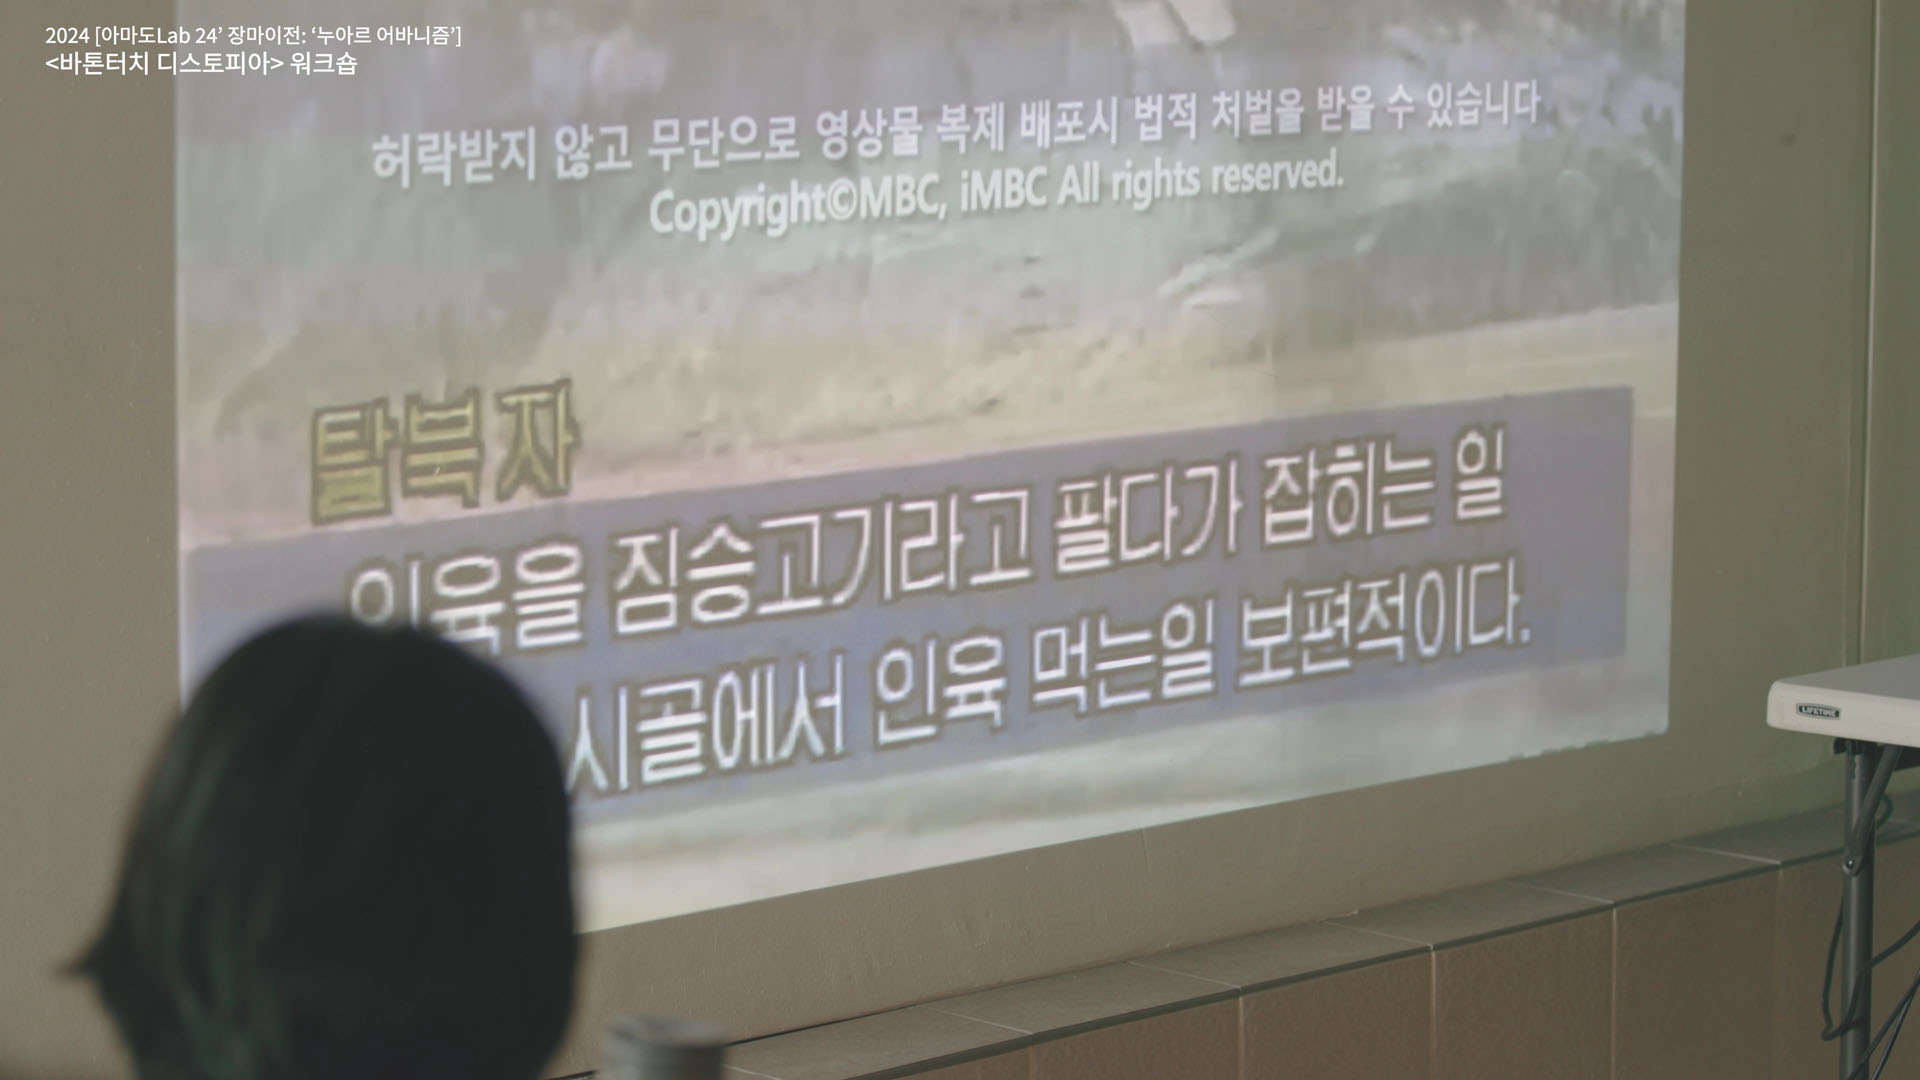 2024 [아마도Lab 24’ 장마이전: ‘누아르 어바니즘’]
<바톤터치 디스토피아> 워크숍
허락받지 않고 무단으로 영상물 복제 배포시 법적 처벌을 받을 수 있습니다
Copyright©MBC, iMBC All rights reserved.
탈북자
인육을 짐승고기라고 팔다가 잡히는 일
시골에서 인육 먹는일 보편적이다.
LIFETIME